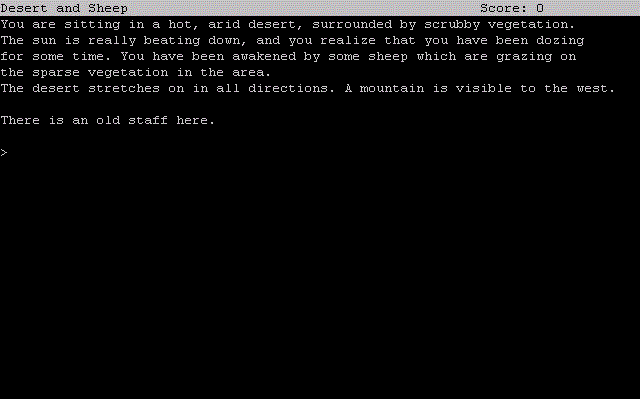 Desert and Sheep Score: 0
You are sitting in a hot, arid desert, surrounded by scrubby vegetation.
The sun is really beating down, and you realize that you have been dozing
for some time. You have been awakened by some sheep which are grazing on
the sparse vegetation in the area.
The desert stretches on in all directions. A mountain is visible to the west.
There is an old staff here.
>